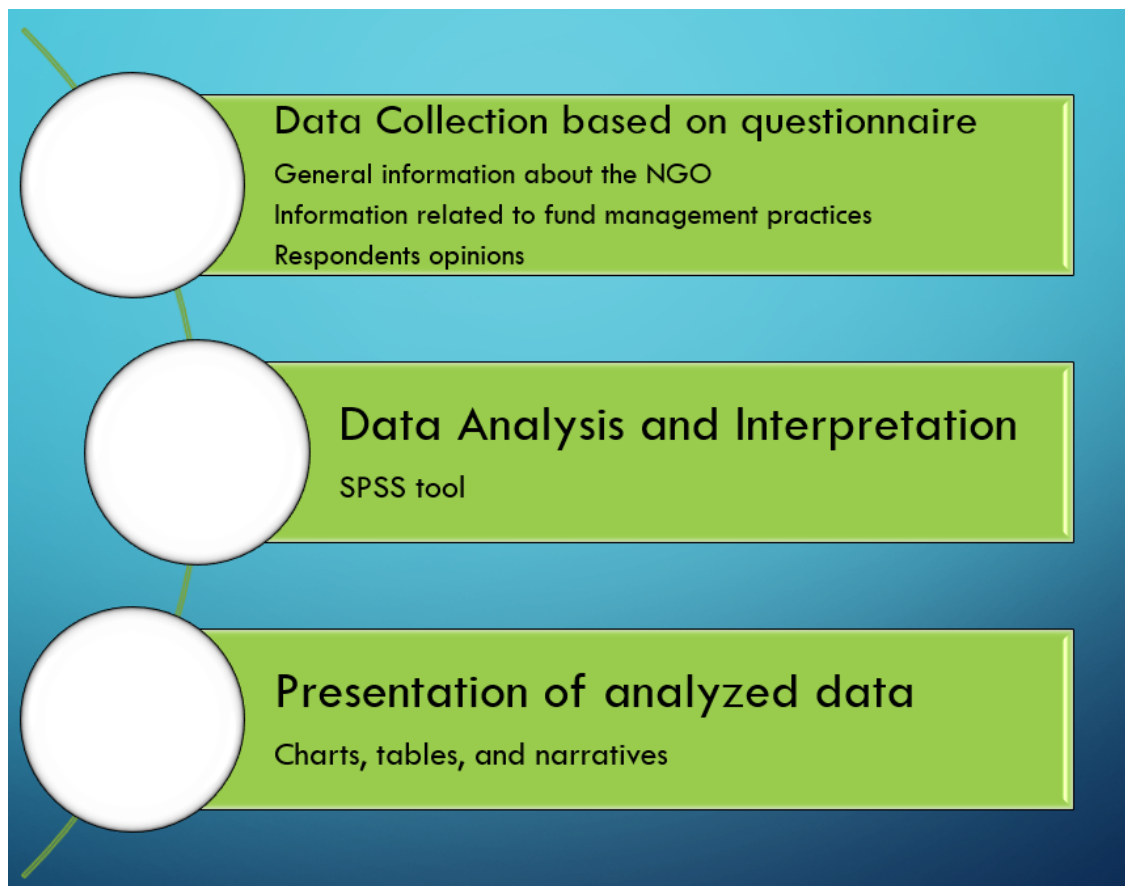 Data Collection based on questionnaire
General information about the NGO
Information related to fund management practices
Respondents opinions
Data Analysis and Interpretation
SPSS tool
Presentation of analyzed data
Charts, tables, and narratives